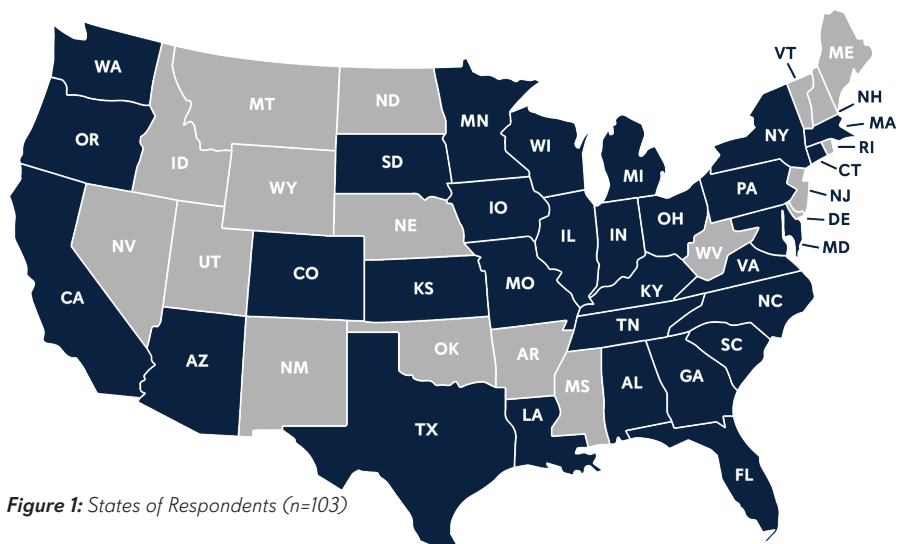 ME
VT
WA
NH
MT
ND
MN
MA
NY
OR
WI
RI
ID
SD
MI
CT
WY
PA
NJ
IO
OH
DE
NE
IL
IN
NV
MD
UT
WV
VA
CO
MO
KS
KY
CA
NC
TN
SC
OK
AR
AZ
NM
GA
MS
AL
LA
TX
FL
Figure 1: States of Respondents (n=103)